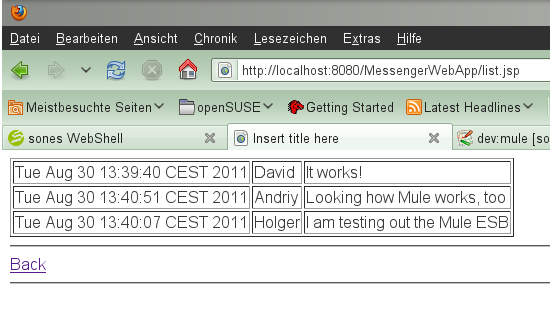 Datei Bearbeiten Ansicht Chronik Lesezeichen Extras Hilfe
http://localhost:8080/MessengerWebApp/list.jsp
Meistbesuchte Seiten openSUSE Getting Started Latest Headlines
sones WebShell Insert title here dev:mule [so
Tue Aug 30 13:39:40 CEST 2011 David It works!
Tue Aug 30 13:40:51 CEST 2011 Andriy Looking how Mule works, too
Tue Aug 30 13:40:07 CEST 2011 Holger I am testing out the Mule ESB
Back